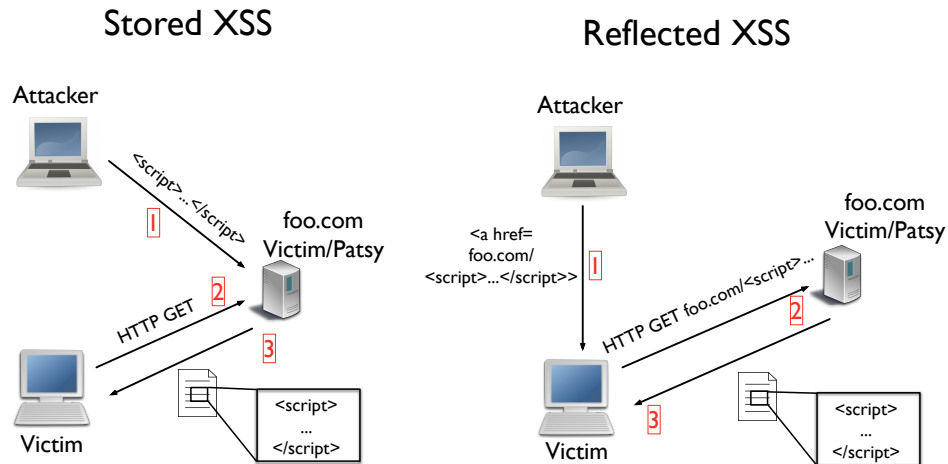 Stored XSS
Attacker
<script>...</script>
1
foo.com
Victim/Patsy
2
HTTP GET
3
Victim
<script>
...
</script>
Reflected XSS
Attacker
<a href=
foo.com/
<script>...</script>>
1
foo.com
Victim/Patsy
HTTP GET foo.com/<script>...
2
3
Victim
<script>
...
</script>